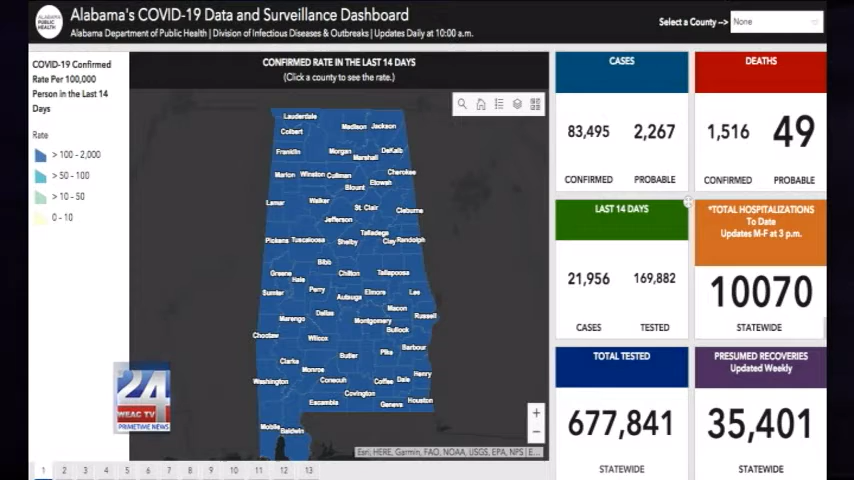 ALABAMA
PUBLIC
HEALTH
Alabama's COVID-19 Data and Surveillance Dashboard
Alabama Department of Public Health | Division of Infectious Diseases & Outbreaks | Updates Daily at 10:00 a.m.
Select a County --> None
COVID-19 Confirmed
Rate Per 100,000
Person in the Last 14
Days
Rate
> 100 - 2,000
> 50 - 100
> 10 - 50
0 - 10
CONFIRMED RATE IN THE LAST 14 DAYS
(Click a county to see the rate.)
Lauderdale
Madison Jackson
Colbert
Franklin Morgan DeKalb
Marshall
Marion Winston Cullman Cherokee
Etowah
Blount
Lamar Walker St. Clair Cleburne
Jefferson
Talladega
Pickens Tuscaloosa Shelby Clay Randolph
Bibb
Greene Chilton Tallapoosa
Hale
Sumter Perry Elmore Lee
Autauga
Macon
Marengo Dallas Montgomery Russell
Bullock
Choctaw Wilcox
Barbour
Clarke Butler Pike
Monroe
Henry
Washington Conecuh Coffee Dale
Covington
Escambia Geneva Houston
Mobile Baldwin
24
WEAC TV
PRIMETIME NEWS
+
−
Esri, HERE, Garmin, FAO, NOAA, USGS, EPA, NPS | E...
CASES
83,495 2,267
CONFIRMED PROBABLE
DEATHS
1,516 49
CONFIRMED PROBABLE
LAST 14 DAYS
21,956 169,882
CASES TESTED
*TOTAL HOSPITALIZATIONS
To Date
Updates M-F at 3 p.m.
10070
STATEWIDE
TOTAL TESTED
677,841
STATEWIDE
PRESUMED RECOVERIES
Updated Weekly
35,401
STATEWIDE
1 2 3 4 5 6 7 8 9 10 11 12 13